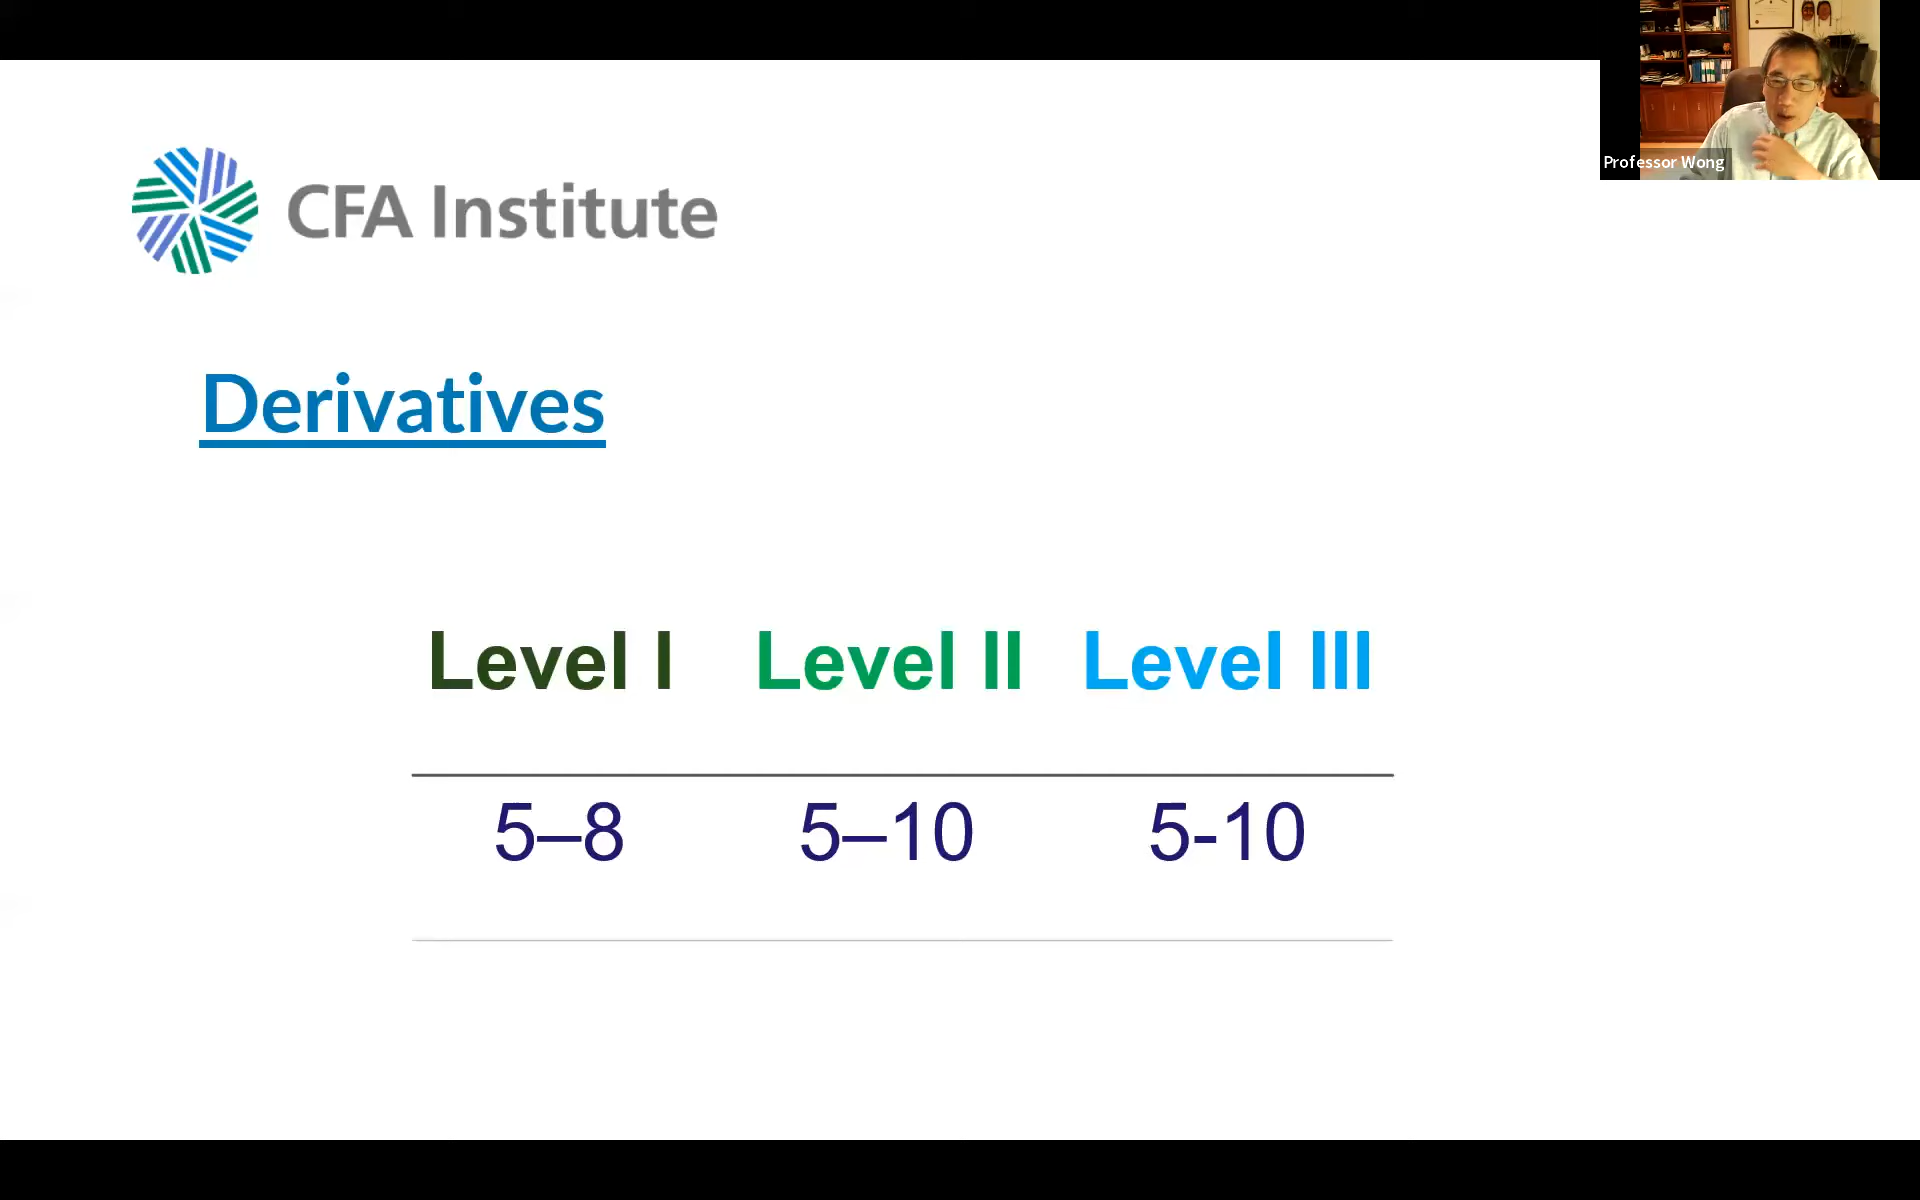 Professor Wong
CFA Institute
Derivatives
Level I Level II Level III
5–8 5–10 5-10